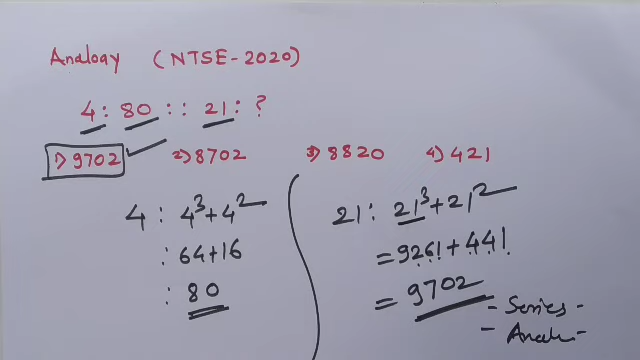 Analogy (NTSE-2020)
4 : 80 :: 21 : ?
1) 9702 2) 8702 3) 8820 4) 421
4 : 4³+4²
: 64+16
: 80
21 : 21³+21²
= 9261+441
= 9702
- Series -